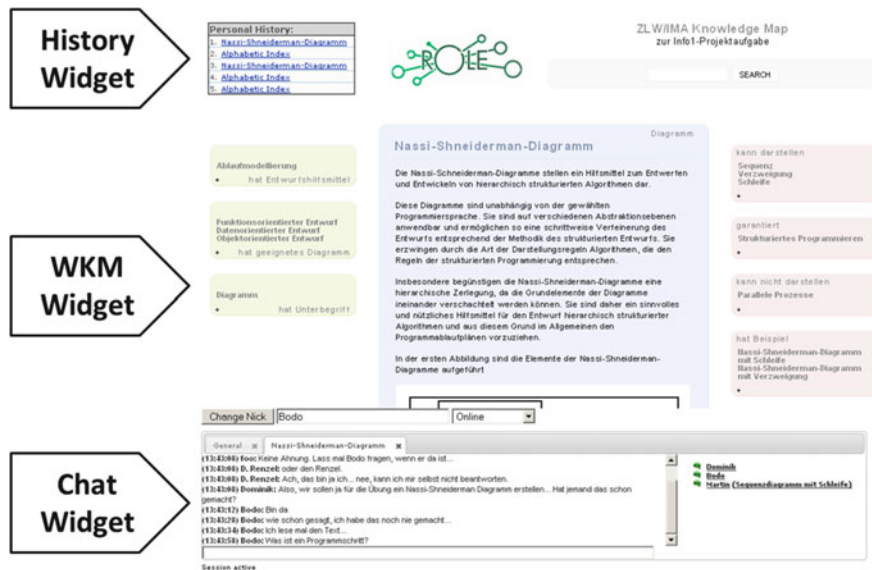 History
Widget
Personal History:
1. Nassi-Shneiderman-Diagramm
2. Alphabetic Index
3. Nassi-Shneiderman-Diagramm
4. Alphabetic Index
5. Alphabetic Index
ROLE
ZLW/IMA Knowledge Map
zur Info1-Projektaufgabe
SEARCH
WKM
Widget
Ablaufmodellierung
hat Entwurfshilfsmittel
Funktionsorientierter Entwurf
Datenorientierter Entwurf
Objektorientierter Entwurf
hat geeignetes Diagramm
Diagramm
hat Unterbegriff
Diagramm
Nassi-Shneiderman-Diagramm
Die Nassi-Schneiderman-Diagramme stellen ein Hilfsmittel zum Entwerfen
und Entwickeln von hierarchisch strukturierten Algorithmen dar.
Diese Diagramme sind unabhängig von der gewählten
Programmiersprache. Sie sind auf verschiedenen Abstraktionsebenen
anwendbar und ermöglichen so eine schrittweise Verfeinerung des
Entwurfs entsprechend der Methodik des strukturierten Entwurfs. Sie
erzwingen durch die Art der Darstellungsregeln Algorithmen, die den
Regeln der strukturierten Programmierung entsprechen.
Insbesondere begünstigen die Nassi-Shneiderman-Diagramme eine
hierarchische Zerlegung, da die Grundelemente der Diagramme
ineinander verschachtelt werden können. Sie sind daher ein sinnvolles
und nützliches Hilfsmittel für den Entwurf hierarchisch strukturierter
Algorithmen und aus diesem Grund im Allgemeinen den
Programmablaufplänen vorzuziehen.
In der ersten Abbildung sind die Elemente der Nassi-Shneiderman-
Diagramme aufgeführt
kann darstellen
Sequenz
Verzweigung
Schleife
garantiert
Strukturiertes Programmieren
kann nicht darstellen
Parallele Prozesse
hat Beispiel
Nassi-Shneiderman-Diagramm
mit Schleife
Nassi-Shneiderman-Diagramm
mit Verzweigung
Chat
Widget
Change Nick Bodo Online
General x Nassi-Shneiderman-Diagramm x
(13:43:08) foo: Keine Ahnung. Lass mal Bodo fragen, wenn er da ist...
(13:43:08) D. Renzel: oder den Renzel.
(13:43:08) D. Renzel: Ach, das bin ja ich... nee, kann ich mir selbst nicht beantworten.
(13:43:08) Dominik: Also, wir sollen ja für die Übung ein Nassi-Shneiderman Diagram erstellen... Hat jemand das schon
gemacht?
(13:43:12) Bodo: Bin da
(13:43:28) Bodo: wie schon gesagt, ich habe das noch nie gemacht...
(13:43:34) Bodo: Ich lese mal den Text...
(13:43:58) Bodo: Was ist ein Programmschritt?
Dominik
Bodo
Martin (Sequenzdiagramm mit Schleife)
Session active